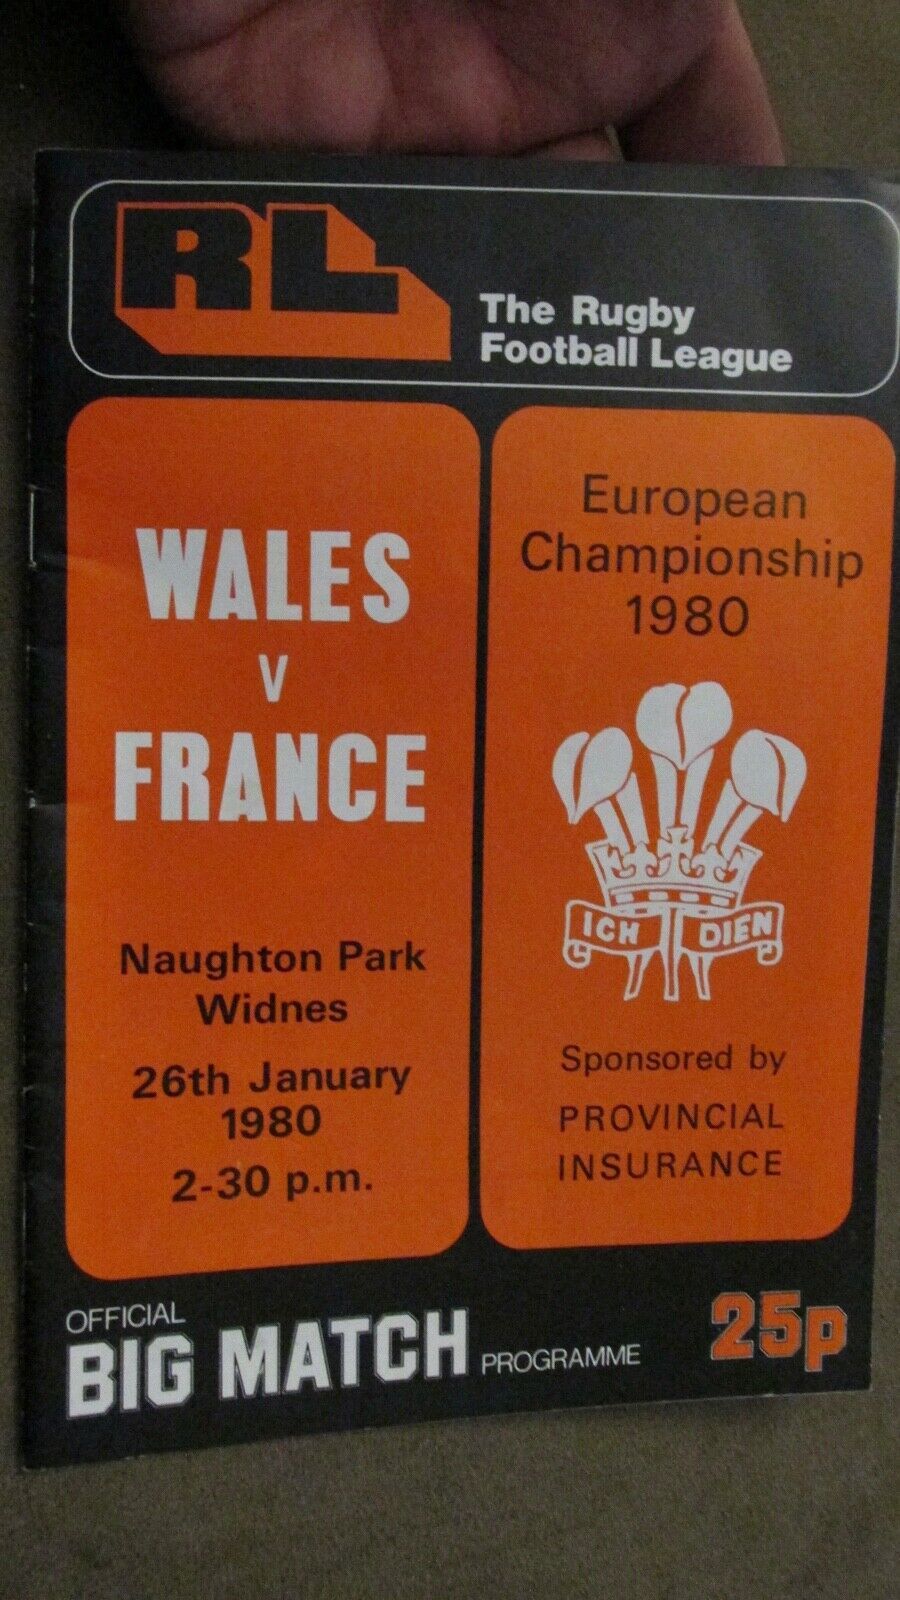 RL
The Rugby
Football League
WALES
V
FRANCE
Naughton Park
Widnes
26th January
1980
2-30 p.m.
European
Championship
1980
ICH DIEN
Sponsored by
PROVINCIAL
INSURANCE
OFFICIAL
BIG MATCH PROGRAMME
25p